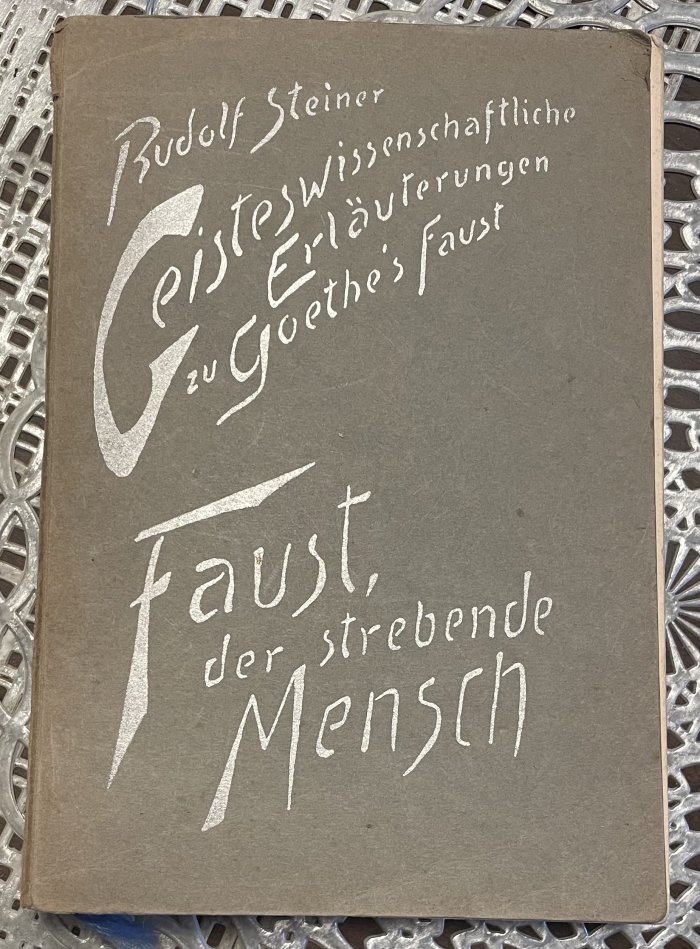 Rudolf Steiner
Geisteswissenschaftliche
Erläuterungen
zu Goethe's Faust
Faust,
der strebende
Mensch